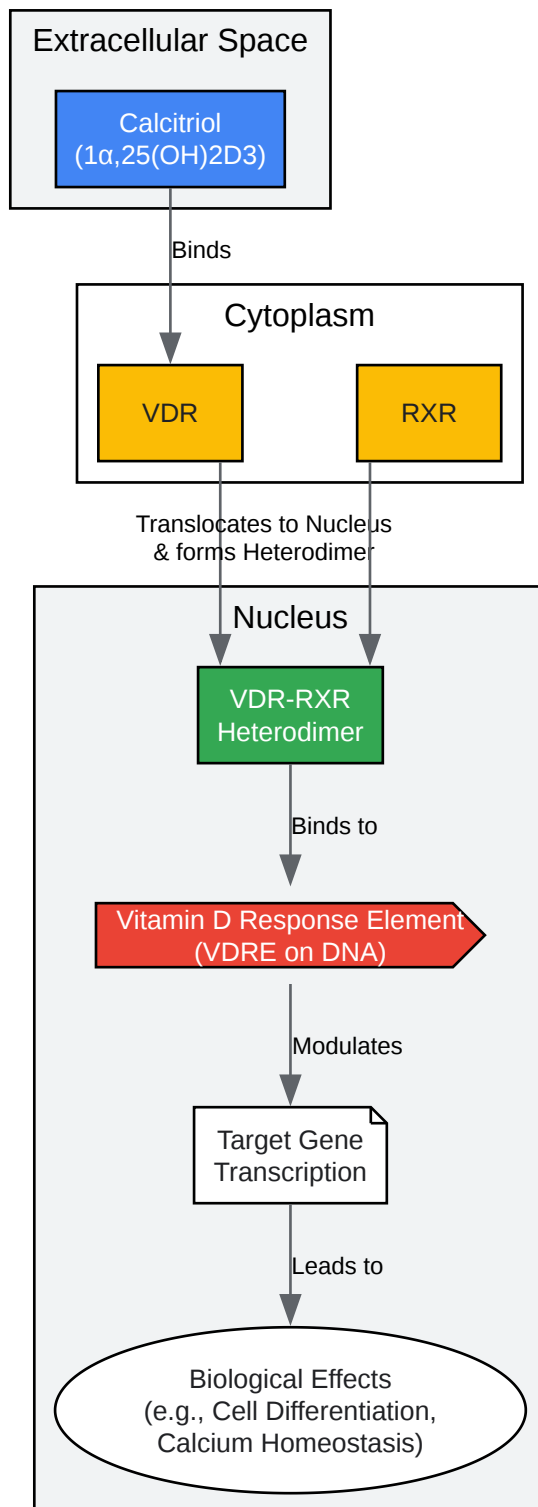 Extracellular Space
Calcitriol
(1α,25(OH)2D3)
Binds
Cytoplasm
VDR
RXR
Translocates to Nucleus
& forms Heterodimer
Nucleus
VDR-RXR
Heterodimer
Binds to
Vitamin D Response Element
(VDRE on DNA)
Modulates
Target Gene
Transcription
Leads to
Biological Effects
(e.g., Cell Differentiation,
Calcium Homeostasis)